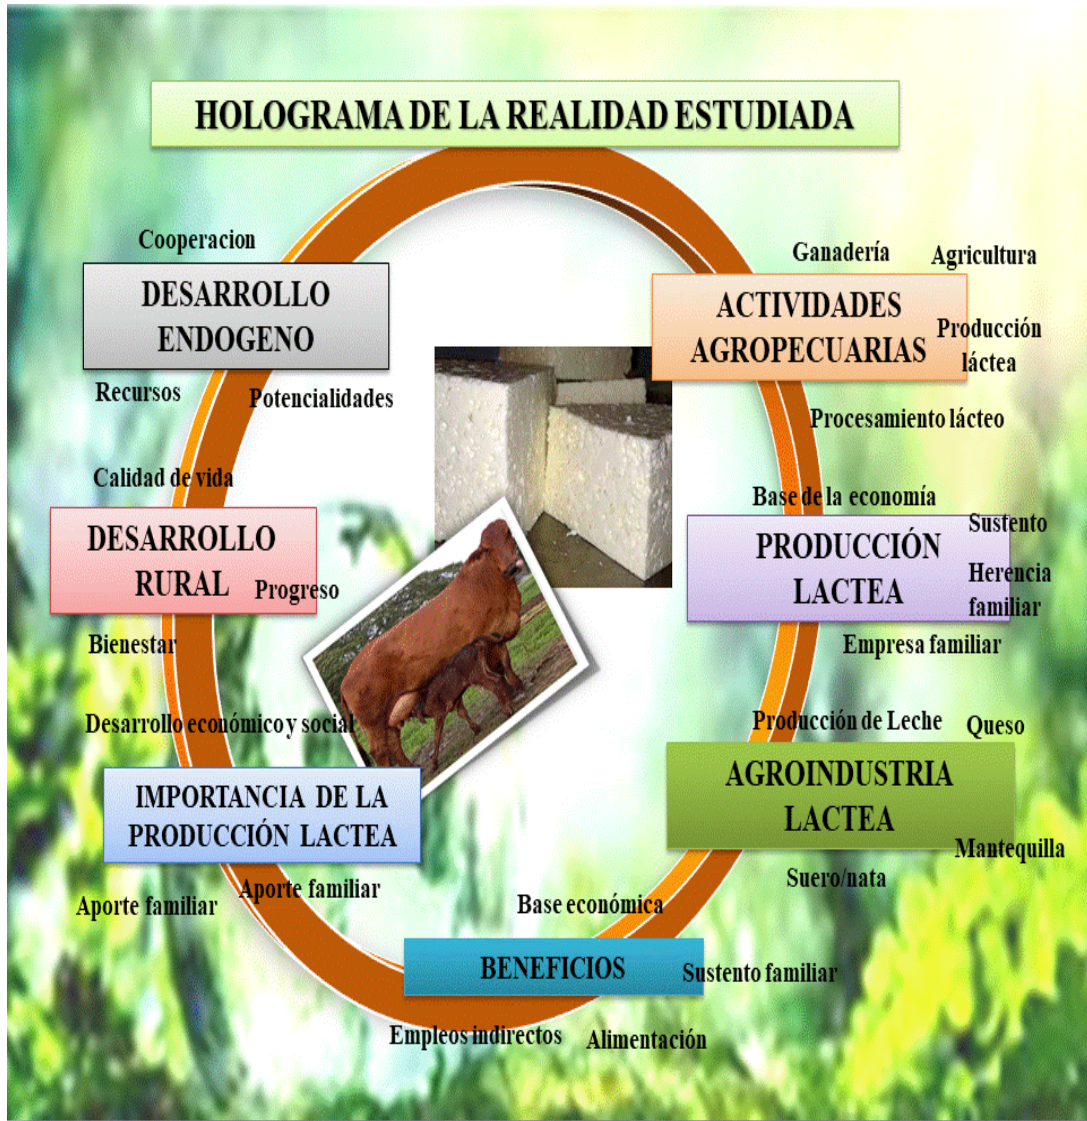 HOLOGRAMA DE LA REALIDAD ESTUDIADA
Cooperacion
DESARROLLO
ENDOGENO
Recursos
Potencialidades
Ganadería
Agricultura
ACTIVIDADES
AGROPECUARIAS
Producción
láctea
Procesamiento lácteo
Calidad de vida
DESARROLLO
RURAL
Progreso
Bienestar
Base de la economía
PRODUCCIÓN
LACTEA
Sustento
Herencia
familiar
Empresa familiar
Desarrollo económico y social
IMPORTANCIA DE LA
PRODUCCIÓN LACTEA
Aporte familiar
Aporte familiar
Producción de Leche
Queso
AGROINDUSTRIA
LACTEA
Mantequilla
Suero/nata
Base económica
BENEFICIOS
Sustento familiar
Empleos indirectos
Alimentación